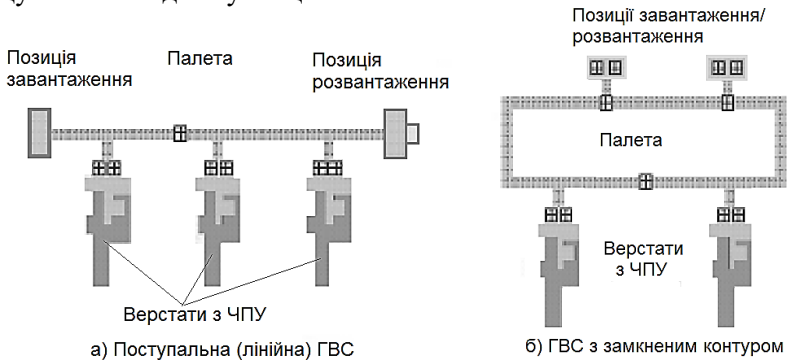 Позиція
завантаження
Палета
Позиція
розвантаження
Верстати з ЧПУ
а) Поступальна (лінійна) ГВС
Позиції завантаження/
розвантаження
Палета
Верстати
з ЧПУ
б) ГВС з замкненим контуром